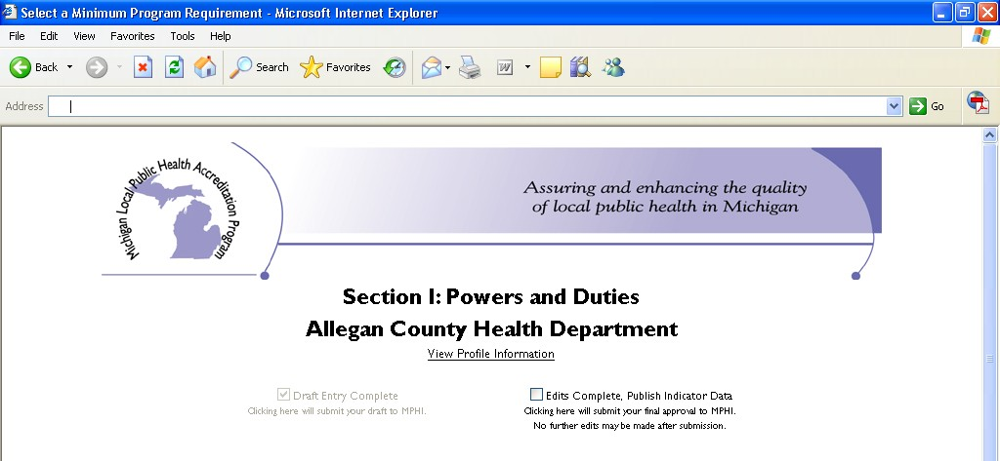 Select a Minimum Program Requirement - Microsoft Internet Explorer
File Edit View Favorites Tools Help
Back Search Favorites W
Address Go
Michigan Local Public Health Accreditation Program
Assuring and enhancing the quality
of local public health in Michigan
Section I: Powers and Duties
Allegan County Health Department
View Profile Information
Draft Entry Complete Edits Complete, Publish Indicator Data
Clicking here will submit your draft to MPHI. Clicking here will submit your final approval to MPHI.
No further edits may be made after submission.